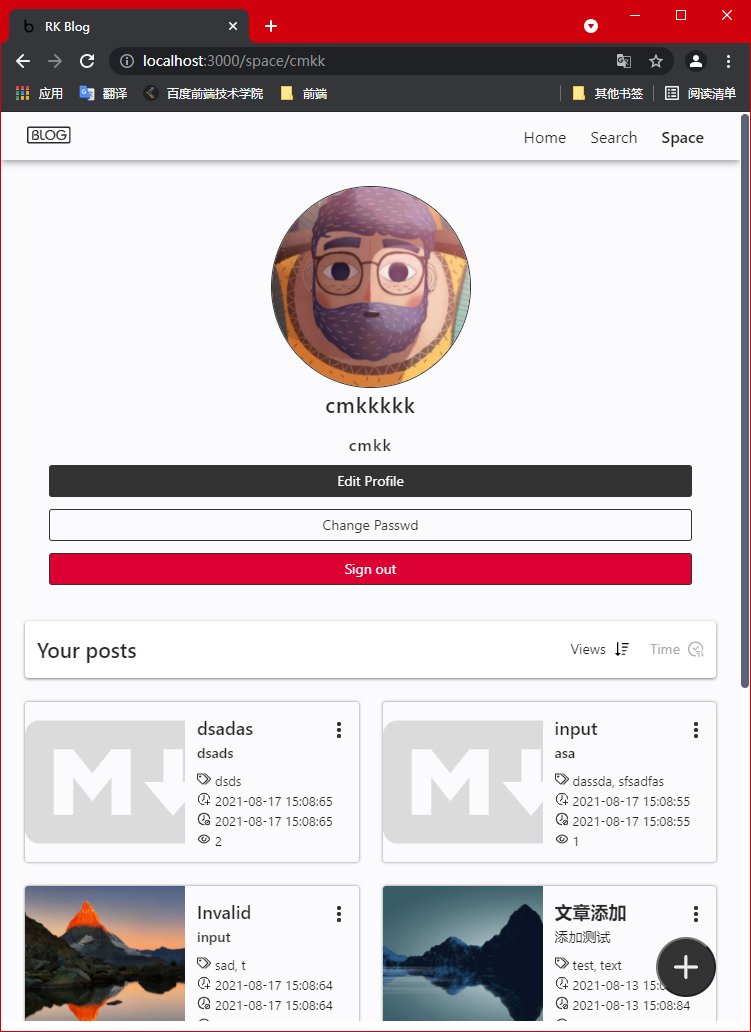 RK Blog
localhost:3000/space/cmkk
应用 翻译 百度前端技术学院 前端 其他书签 阅读清单
BLOG Home Search Space
cmkkkkk
cmkk
Edit Profile
Change Passwd
Sign out
Your posts Views Time
dsadas
dsads
dsds
2021-08-17 15:08:65
2021-08-17 15:08:65
2
input
asa
dassda, sfsadfas
2021-08-17 15:08:55
2021-08-17 15:08:55
1
Invalid
input
sad, t
2021-08-17 15:08:64
2021-08-17 15:08:64
文章添加
添加测试
test, text
2021-08-13 15:08
2021-08-13 15:08:84